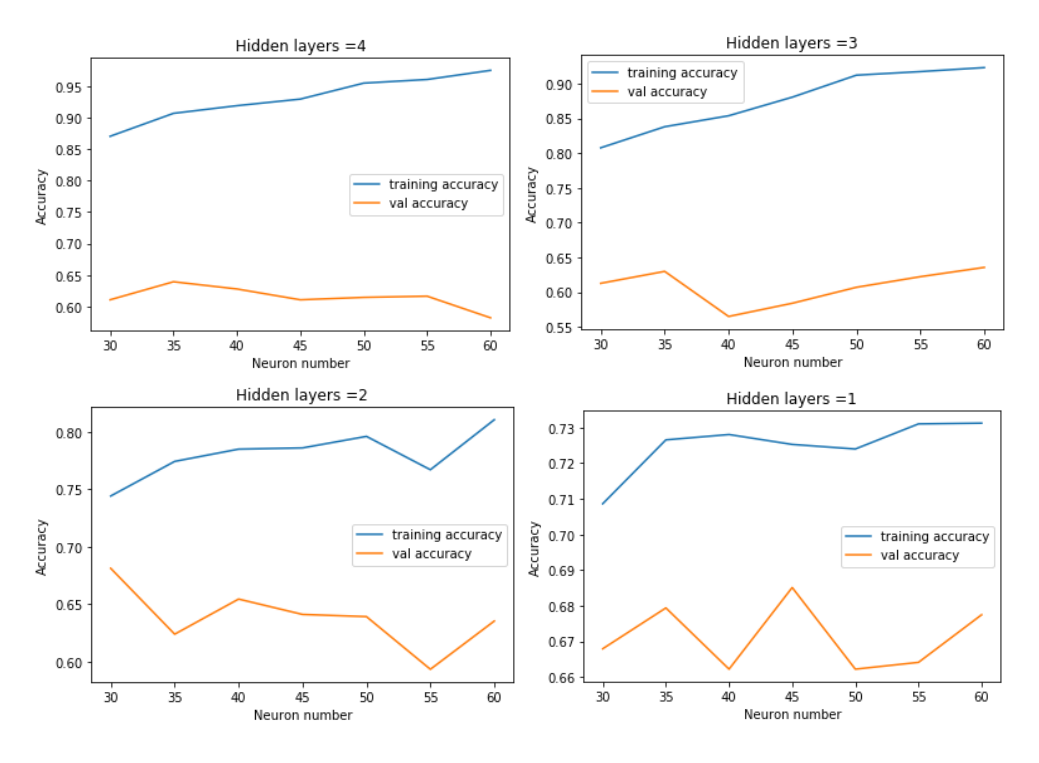 Hidden layers =4
0.95
0.90
0.85
0.80
0.75
0.70
0.65
0.60
Accuracy
training accuracy
val accuracy
30 35 40 45 50 55 60
Neuron number
Hidden layers =3
0.90
0.85
0.80
0.75
0.70
0.65
0.60
0.55
Accuracy
training accuracy
val accuracy
30 35 40 45 50 55 60
Neuron number
Hidden layers =2
0.80
0.75
0.70
0.65
0.60
Accuracy
training accuracy
val accuracy
30 35 40 45 50 55 60
Neuron number
Hidden layers =1
0.73
0.72
0.71
0.70
0.69
0.68
0.67
0.66
Accuracy
training accuracy
val accuracy
30 35 40 45 50 55 60
Neuron number